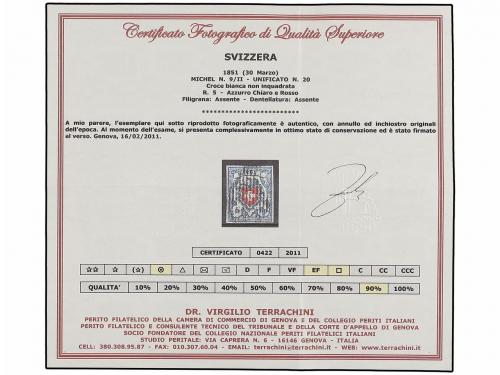 Certificato Fotografico di Qualità Superiore
SVIZZERA
1851 (30 Marzo)
MICHEL N. 9/II - UNIFICATO N. 20
Croce bianca non inquadrata
R. 5 - Azzurro Chiaro e Rosso
Filigrana: Assente - Dentellatura: Assente
********************************
A mio parere, l'esemplare qui sotto riprodotto fotograficamente è autentico, con annullo ed inchiostro originali
dell'epoca. Al momento dell'esame, si presenta complessivamente in ottimo stato di conservazione ed è stato firmato
al verso. Genova, 16/02/2011.
CERTIFICATO 0422 2011
☆☆ ☆ (☆) ⊙ △ D F VF EF □ C CC CCC
QUALITA' 10% 20% 30% 40% 50% 60% 70% 80% 90% 100%
DR. VIRGILIO TERRACHINI
PERITO FILATELICO DELLA CAMERA DI COMMERCIO DI GENOVA E DEL COLLEGIO PERITI ITALIANI
PERITO FILATELICO E CONSULENTE TECNICO DEL TRIBUNALE E DELLA CORTE D'APPELLO DI GENOVA
SOCIO FONDATORE DEL COLLEGIO NAZIONALE PERITI FILATELICI ITALIANI
STUDIO PERITALE: VIA CAPRERA N. 6 - 16146 GENOVA - ITALIA
CELL: 380.308.95.87 - FAX: 010.307.60.04 - EMAIL: terrachini@terrachini.it - WWW.terrachini.it